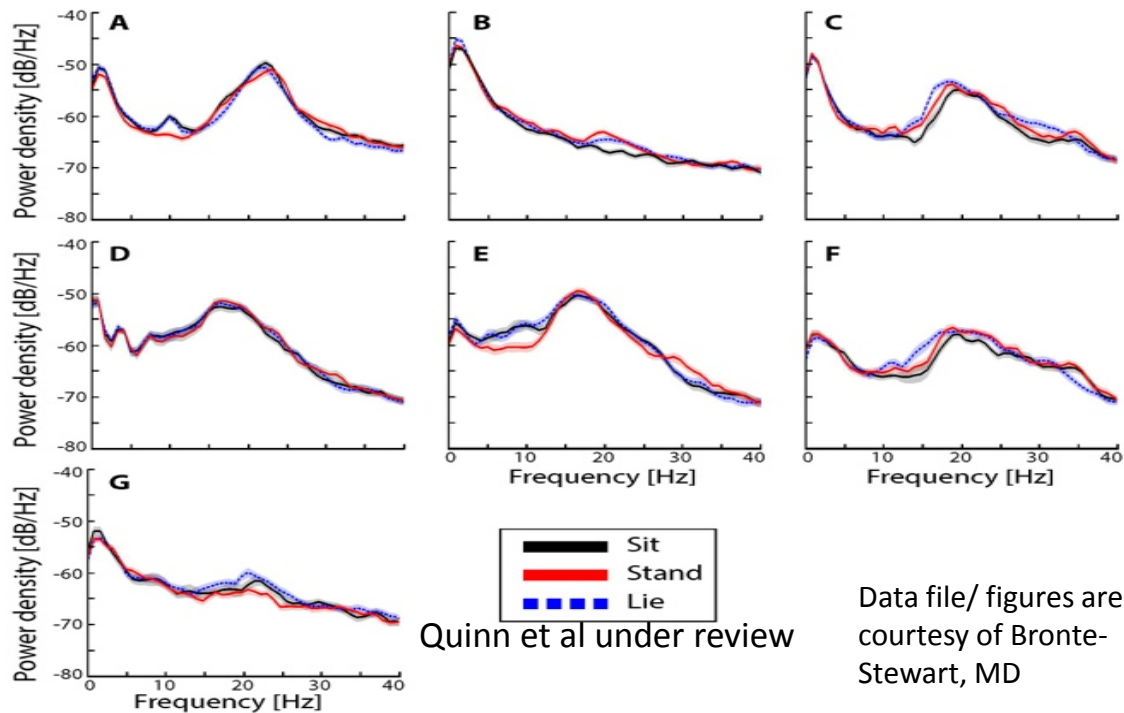 A
B
C
Power density [dB/Hz]
-40
-50
-60
-70
-80
D
E
F
Power density [dB/Hz]
-40
-50
-60
-70
-80
0 10 20 30 40
0 10 20 30 40
Frequency [Hz]
Frequency [Hz]
G
Power density [dB/Hz]
-40
-50
-60
-70
-80
0 10 20 30 40
Frequency [Hz]
Sit
Stand
Lie
Quinn et al under review
Data file/ figures are
courtesy of Bronte-
Stewart, MD